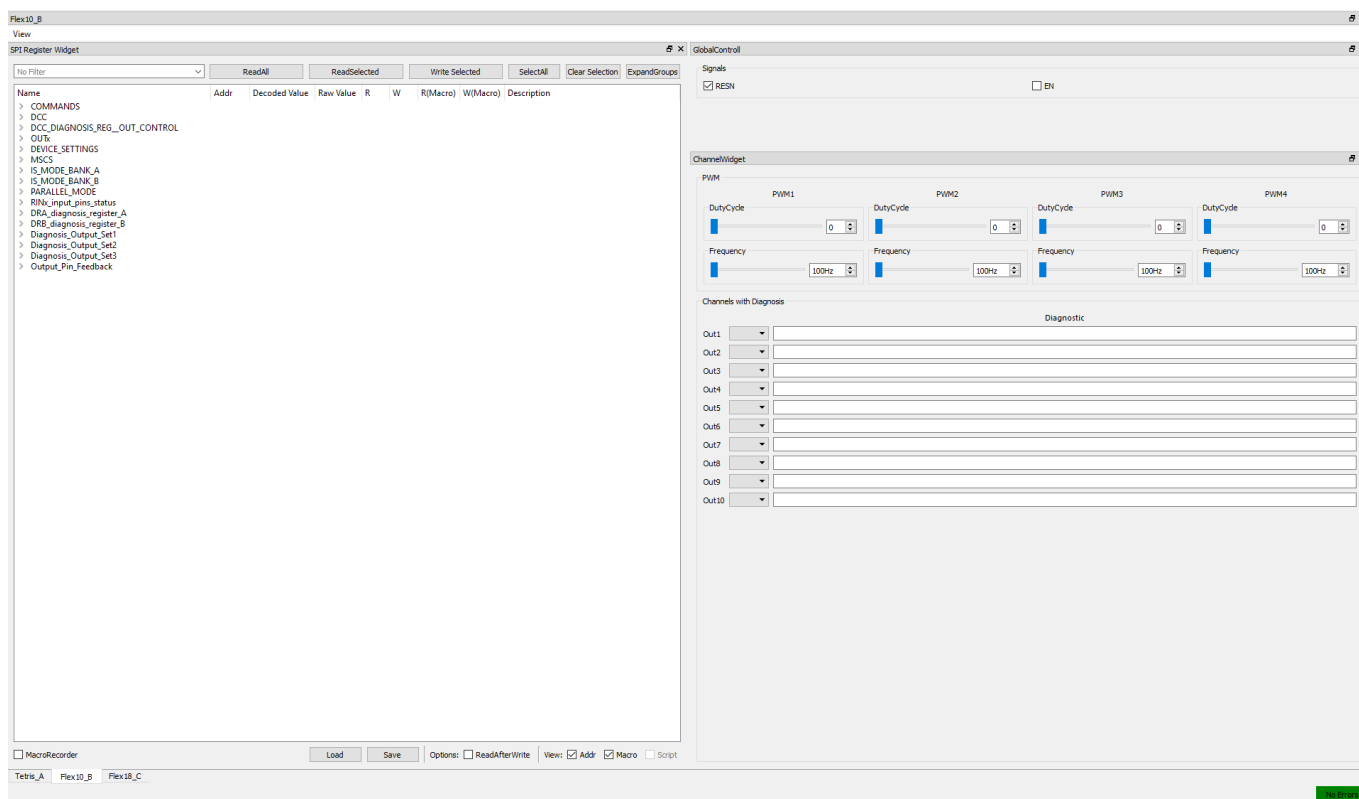 Flex10_B
View
SPI Register Widget
No Filter ReadAll ReadSelected Write Selected SelectAll Clear Selection ExpandGroups
Name Addr Decoded Value Raw Value R W R(Macro) W(Macro) Description
COMMANDS
DCC
DCC_DIAGNOSIS_REG__OUT_CONTROL
OUTx
DEVICE_SETTINGS
MSCS
IS_MODE_BANK_A
IS_MODE_BANK_B
PARALLEL_MODE
RINx_input_pins_status
DRA_diagnosis_register_A
DRB_diagnosis_register_B
Diagnosis_Output_Set1
Diagnosis_Output_Set2
Diagnosis_Output_Set3
Output_Pin_Feedback
MacroRecorder Load Save Options: ReadAfterWrite View: Addr Macro Script
GlobalControll
Signals
RESN EN
ChannelWidget
PWM
PWM1 PWM2 PWM3 PWM4
DutyCycle DutyCycle DutyCycle DutyCycle
0 0 0 0
Frequency Frequency Frequency Frequency
100Hz 100Hz 100Hz 100Hz
Channels with Diagnosis
Diagnostic
Out1
Out2
Out3
Out4
Out5
Out6
Out7
Out8
Out9
Out10
Tetris_A Flex10_B Flex18_C
No Errors